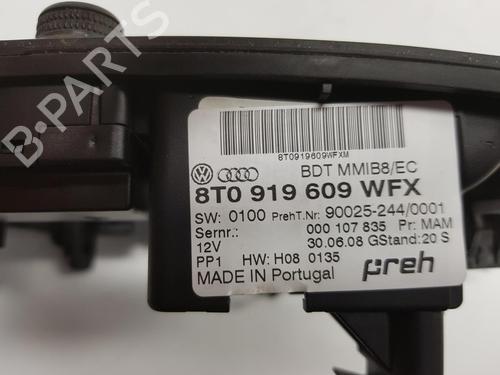 B-PARTS
8T0919609WFXM
BDT MMIB8/EC
8T0 919 609 WFX
SW: 0100 PrehT.Nr: 90025-244/0001
Sernr.: 000 107 835 Pr: MAM
12V 30.06.08 GStand: 20 S
PP1 HW: H08 0135
MADE IN Portugal preh